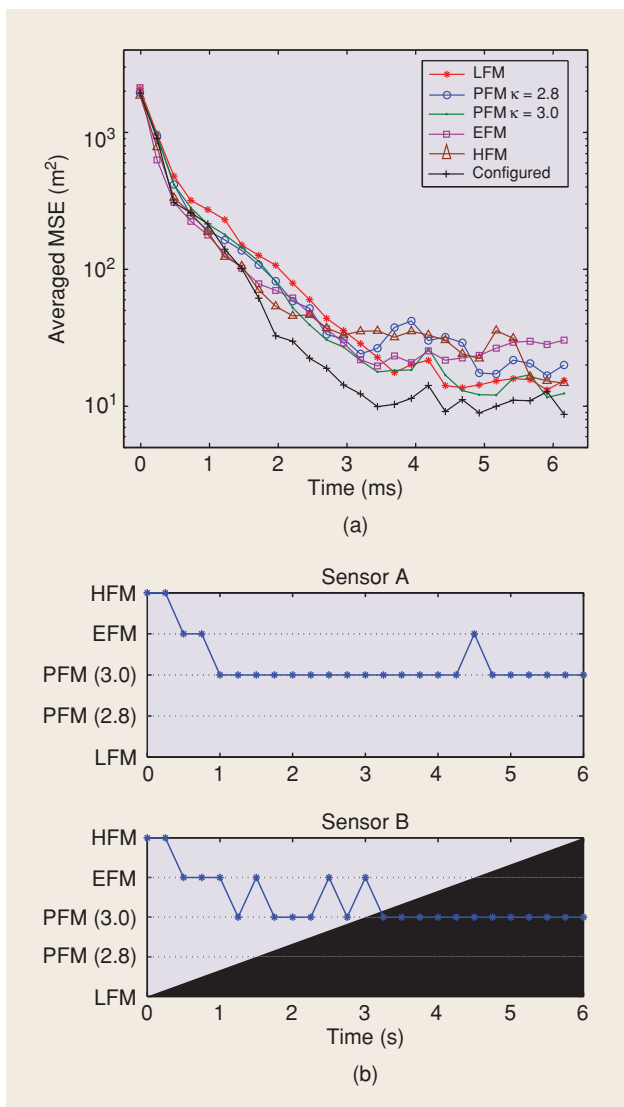 LFM
PFM κ = 2.8
PFM κ = 3.0
EFM
HFM
Configured
10³
10²
10¹
Averaged MSE (m²)
0 1 2 3 4 5 6
Time (ms)
(a)
Sensor A
HFM
EFM
PFM (3.0)
PFM (2.8)
LFM
0 1 2 3 4 5 6
Sensor B
HFM
EFM
PFM (3.0)
PFM (2.8)
LFM
0 1 2 3 4 5 6
Time (s)
(b)